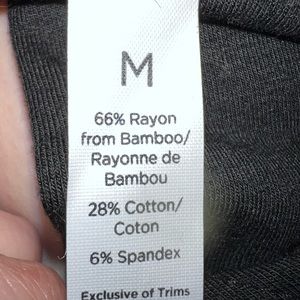 M
66% Rayon
from Bamboo/
Rayonne de
Bambou
28% Cotton/
Coton
6% Spandex
Exclusive of Trims